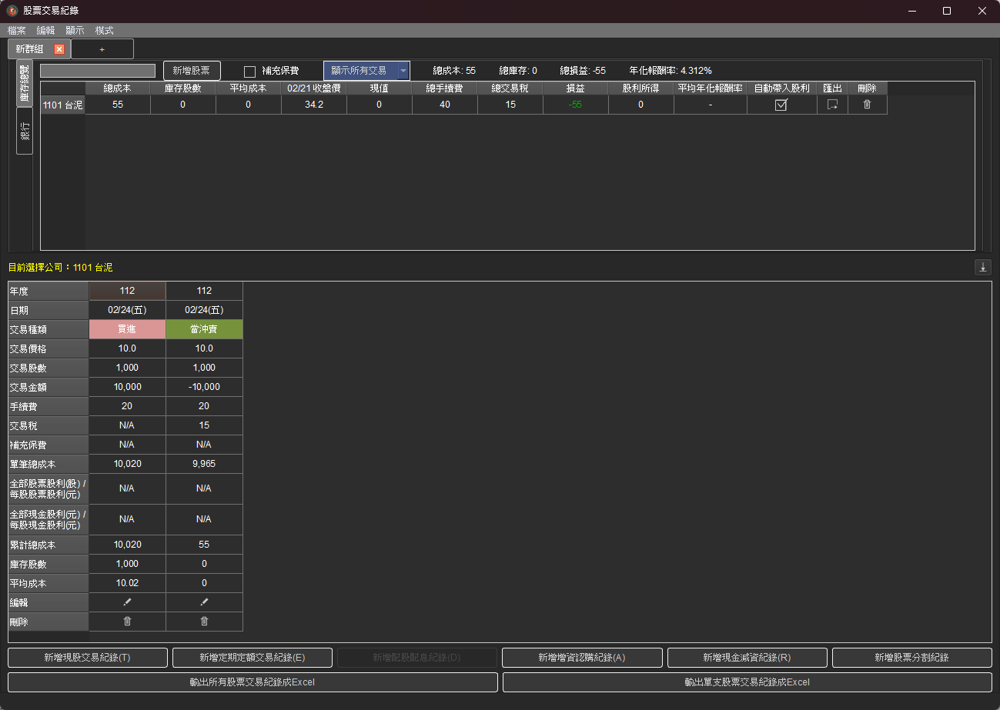 股票交易紀錄
檔案 編輯 顯示 模式
新群組 +
庫存總覽
銀行
新增股票 補充保費 顯示所有交易 總成本: 55 總庫存: 0 總損益: -55 年化報酬率: 4.312%
總成本 庫存股數 平均成本 02/21 收盤價 現值 總手續費 總交易稅 損益 股利所得 平均年化報酬率 自動帶入股利 匯出 刪除
1101 台泥 55 0 0 34.2 0 40 15 -55 0 -
目前選擇公司：1101 台泥
年度 112 112
日期 02/24(五) 02/24(五)
交易種類 買進 當沖賣
交易價格 10.0 10.0
交易股數 1,000 1,000
交易金額 10,000 -10,000
手續費 20 20
交易稅 N/A 15
補充保費 N/A N/A
單筆總成本 10,020 9,965
全部股票股利(股) /
每股股票股利(元) N/A N/A
全部現金股利(元) /
每股現金股利(元) N/A N/A
累計總成本 10,020 55
庫存股數 1,000 0
平均成本 10.02 0
編輯
刪除
新增現股交易紀錄(T) 新增定期定額交易紀錄(E) 新增配股配息紀錄(D) 新增增資認購紀錄(A) 新增現金減資紀錄(R) 新增股票分割紀錄
輸出所有股票交易紀錄成Excel 輸出單支股票交易紀錄成Excel